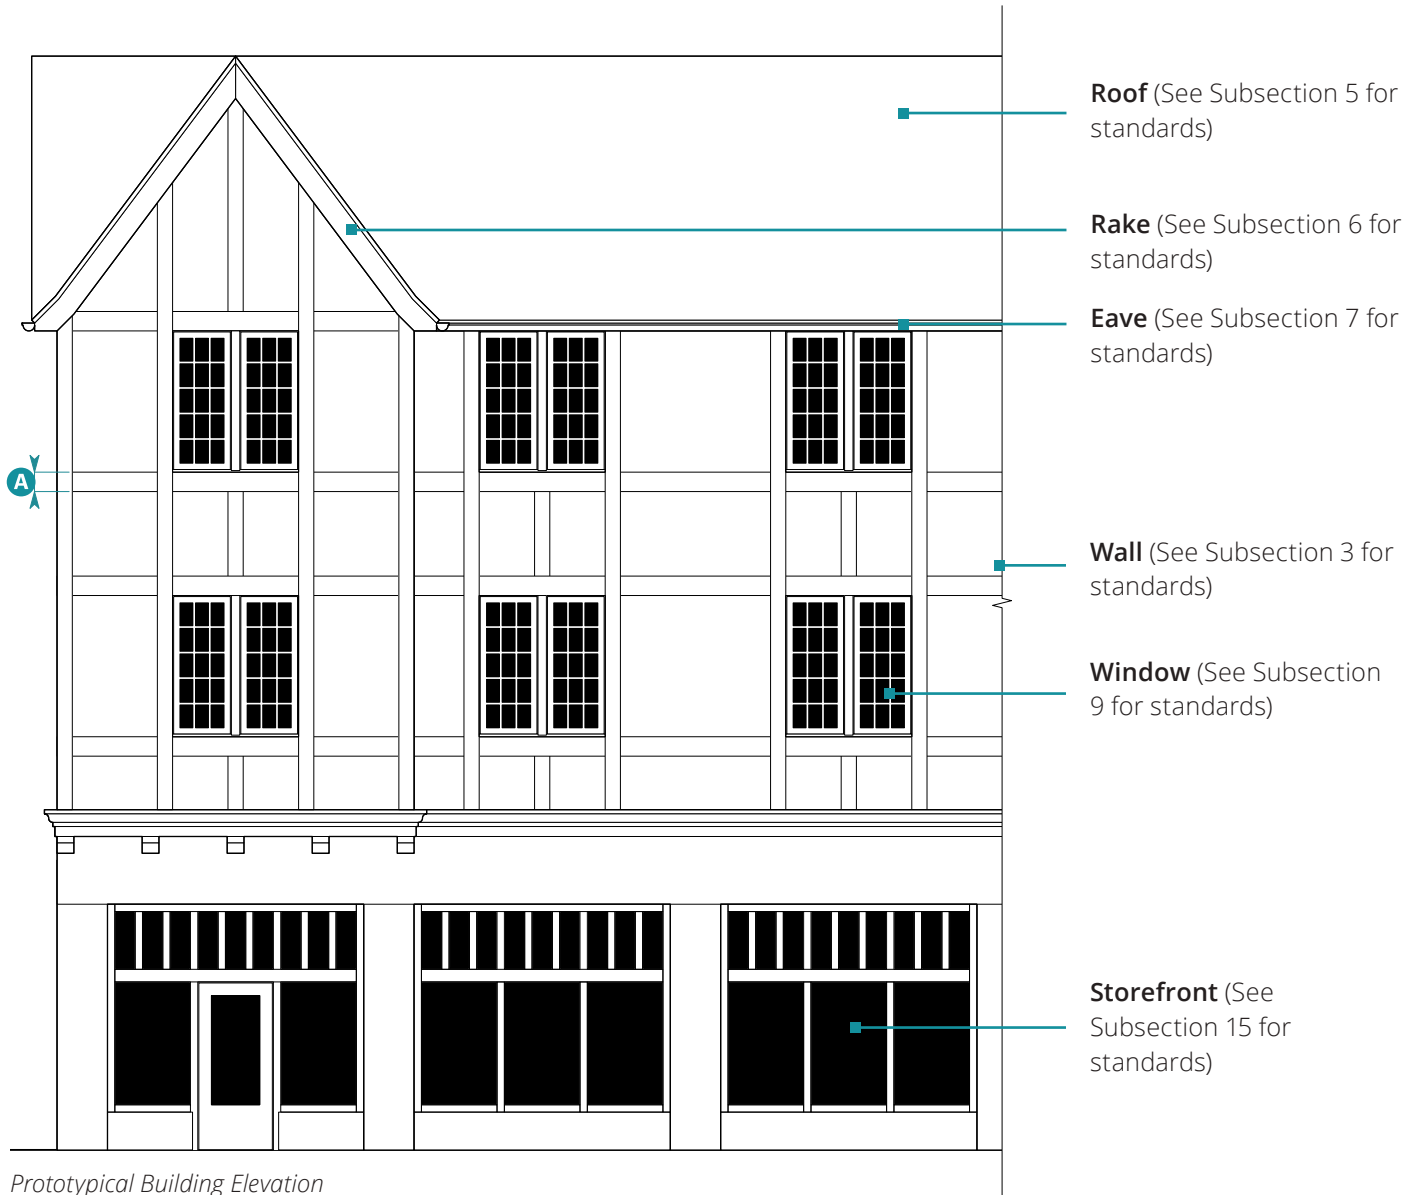 Roof (See Subsection 5 for
standards)
Rake (See Subsection 6 for
standards)
Eave (See Subsection 7 for
standards)
A
Wall (See Subsection 3 for
standards)
Window (See Subsection
9 for standards)
Storefront (See
Subsection 15 for
standards)
Prototypical Building Elevation